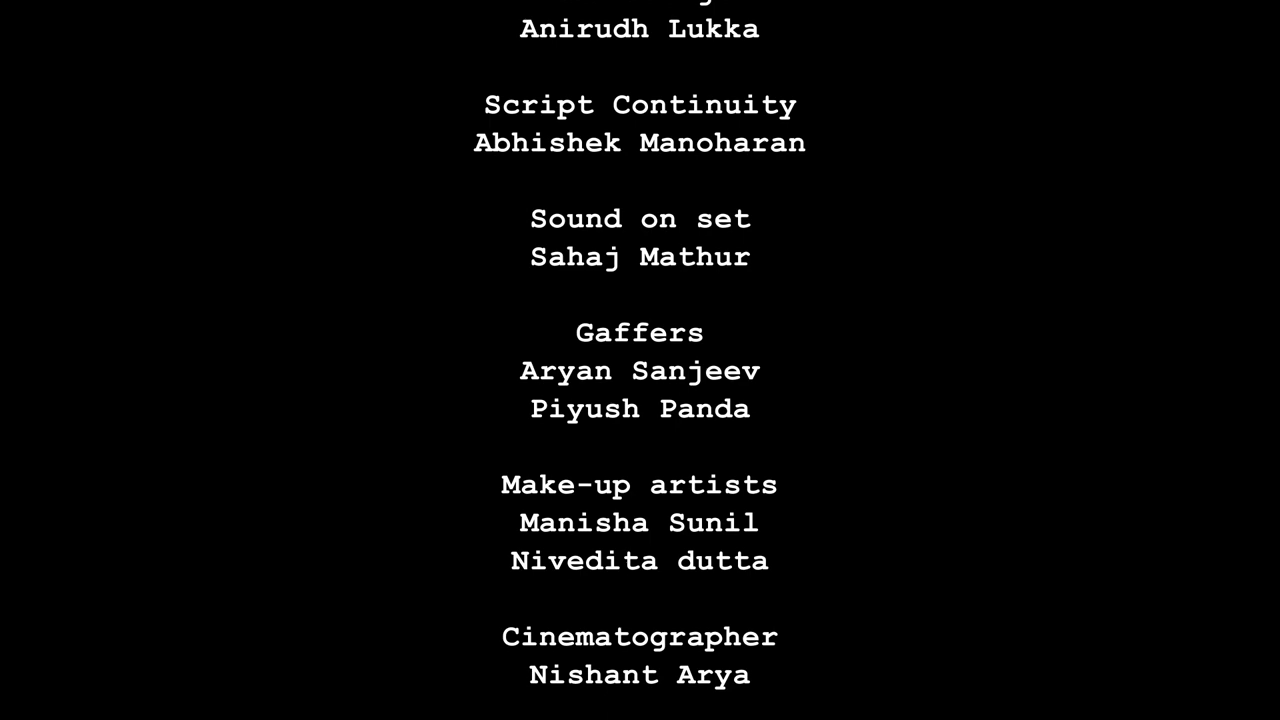 Anirudh Lukka
Script Continuity
Abhishek Manoharan
Sound on set
Sahaj Mathur
Gaffers
Aryan Sanjeev
Piyush Panda
Make-up artists
Manisha Sunil
Nivedita dutta
Cinematographer
Nishant Arya